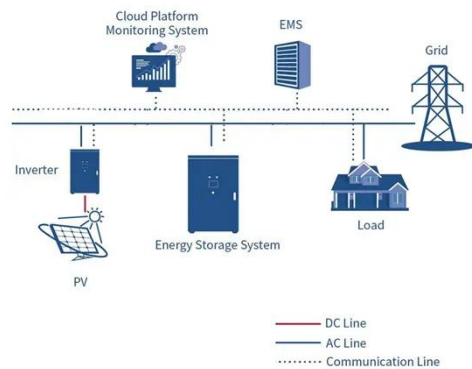 Cloud Platform
Monitoring System
EMS
Grid
Inverter
Energy Storage System
Load
PV
DC Line
AC Line
Communication Line